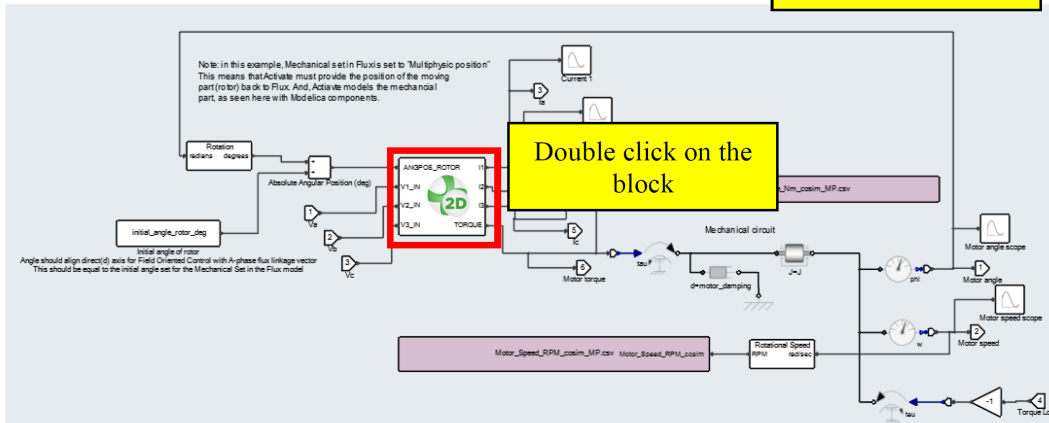 Note: in this example, Mechanical set in Flux is set to "Multiphysic position"
This means that Activate must provide the position of the moving
part (rotor) back to Flux. And, Actiavte models the mechancial
part, as seen here with Modelica components.
Current 1
3
Ia
Rotation
radians degrees
Absolute Angular Position (deg)
ANGPOS_ROTOR I1
V1_IN I2
V2_IN I3
V3_IN TORQUE
2D
Double click on the
block
_Nm_cosim_MP.csv
1
Va
2
Vb
3
Vc
initial_angle_rotor_deg
Initial angle of rotor
Angle should align direct(d) axis for Field Oriented Control with A-phase flux linkage vector
This should be equal to the initial angle set for the Mechanical Set in the Flux model
5
Ic
6
Motor torque
Mechanical circuit
tau
d=motor_damping
J=J
phi
Motor angle scope
1
Motor angle
Motor speed scope
w
2
Motor speed
Motor_Speed_RPM_cosim_MP.csv Motor_Speed_RPM_cosim
Rotational Speed
RPM rad/sec
tau
-1
4
Torque Lo